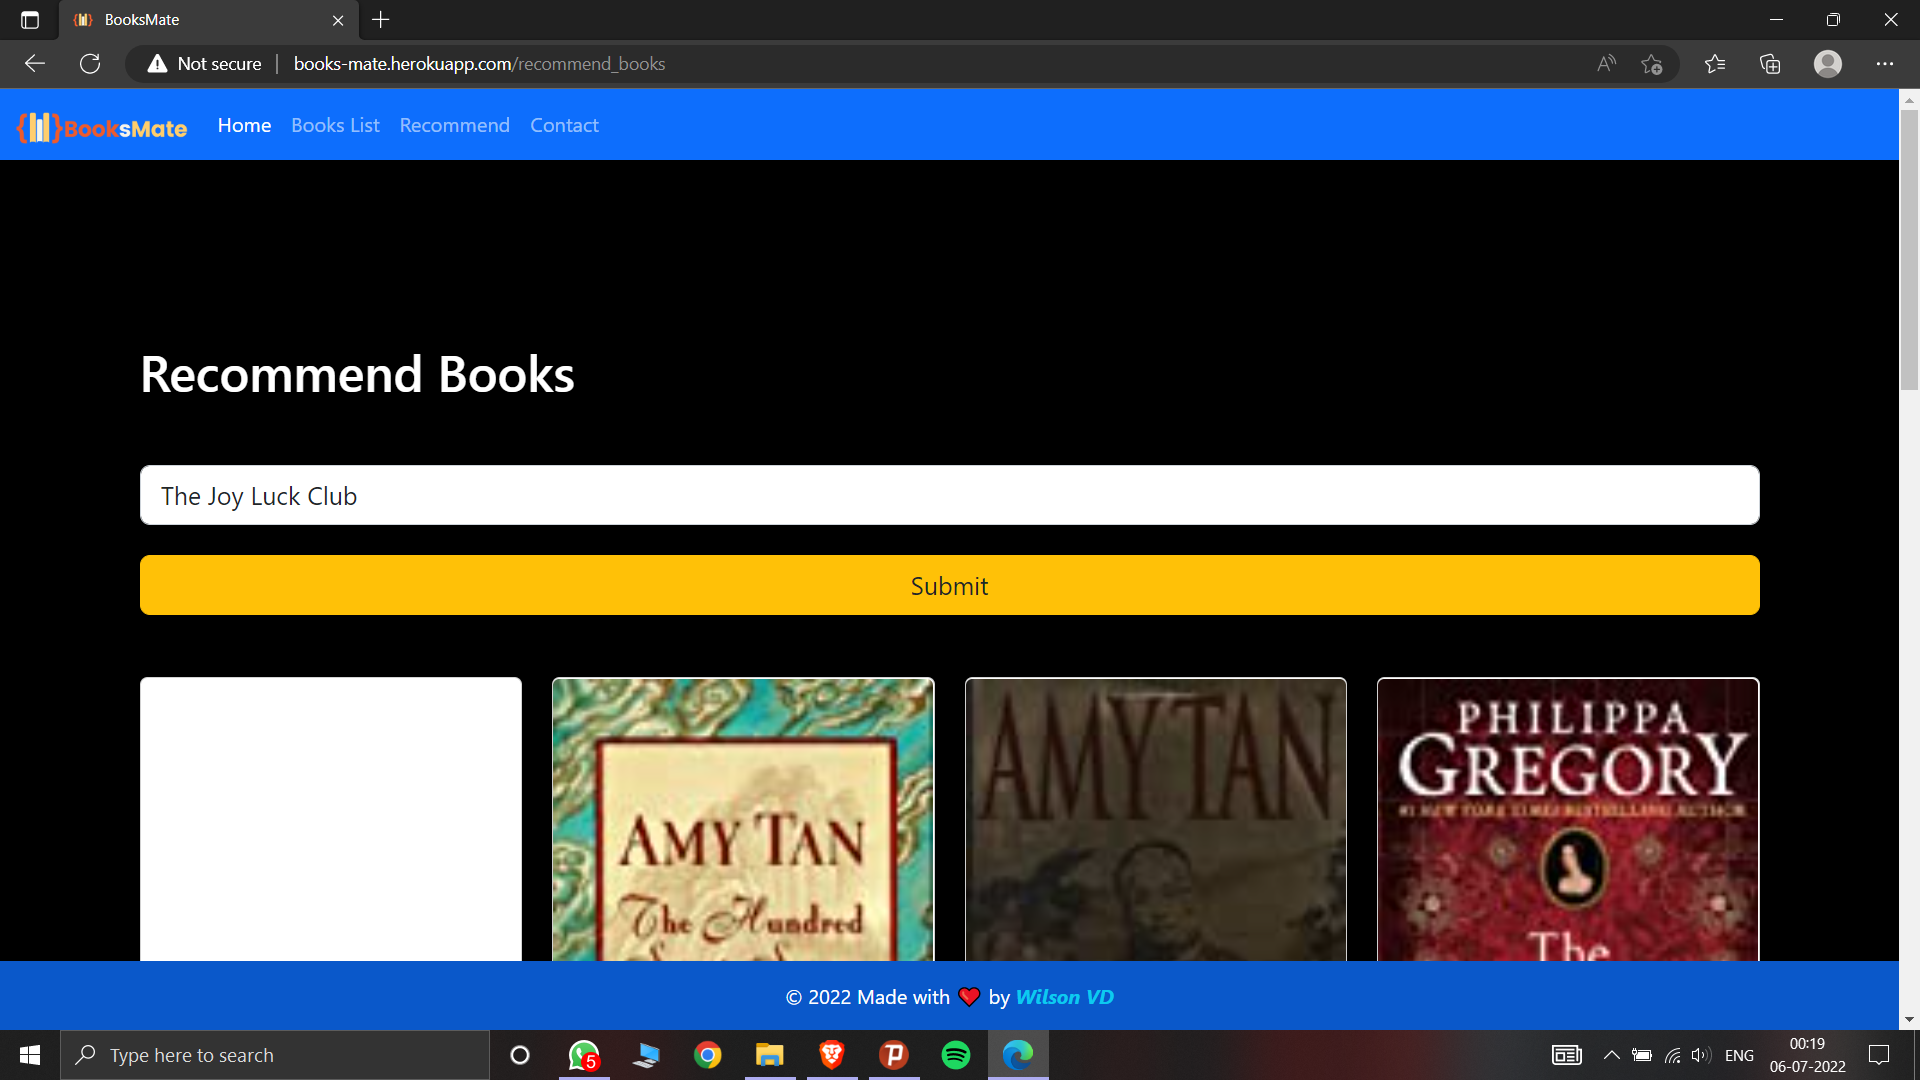 BooksMate
Not secure
books-mate.herokuapp.com/recommend_books
BooksMate
Home
Books List
Recommend
Contact
Recommend Books
The Joy Luck Club
Submit
AMY TAN
The Hundred
AMY TAN
PHILIPPA
GREGORY
#1 NEW YORK TIMES BESTSELLING AUTHOR
The
© 2022 Made with ❤ by Wilson VD
Type here to search
5
ENG
00:19
06-07-2022